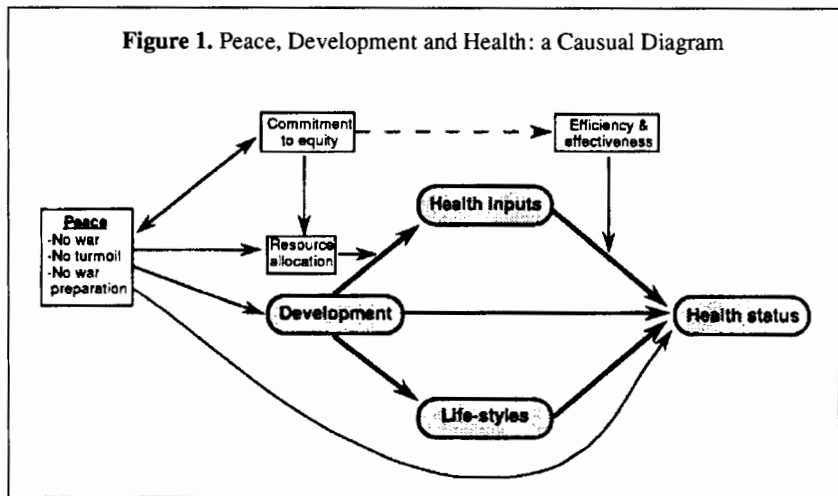 Figure 1. Peace, Development and Health: a Causual Diagram
Commitment
to equity
Efficiency &
effectiveness
Health Inputs
Peace
-No war
-No turmoil
-No war
preparation
Resource
allocation
Development
Health status
Life-styles